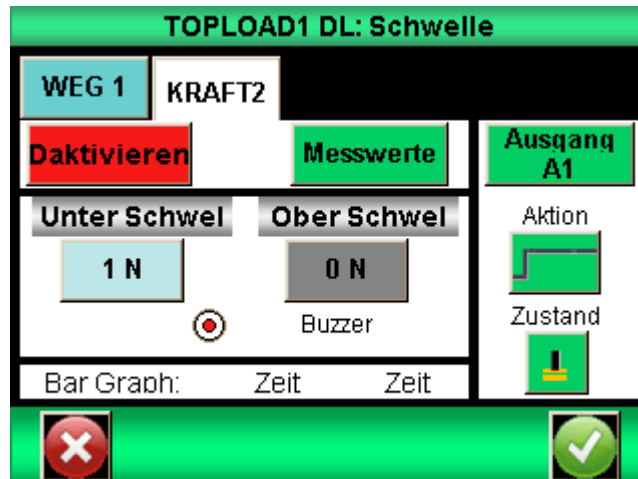 TOPLOAD1 DL: Schwelle
WEG 1
KRAFT2
Daktivieren
Messwerte
Ausgang
A1
Unter Schwel
Ober Schwel
Aktion
1 N
0 N
Buzzer
Zustand
Bar Graph: Zeit Zeit